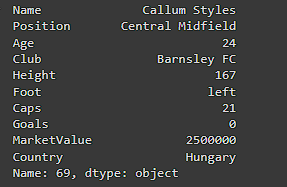 Name Callum Styles
Position Central Midfield
Age 24
Club Barnsley FC
Height 167
Foot left
Caps 21
Goals 0
MarketValue 2500000
Country Hungary
Name: 69, dtype: object